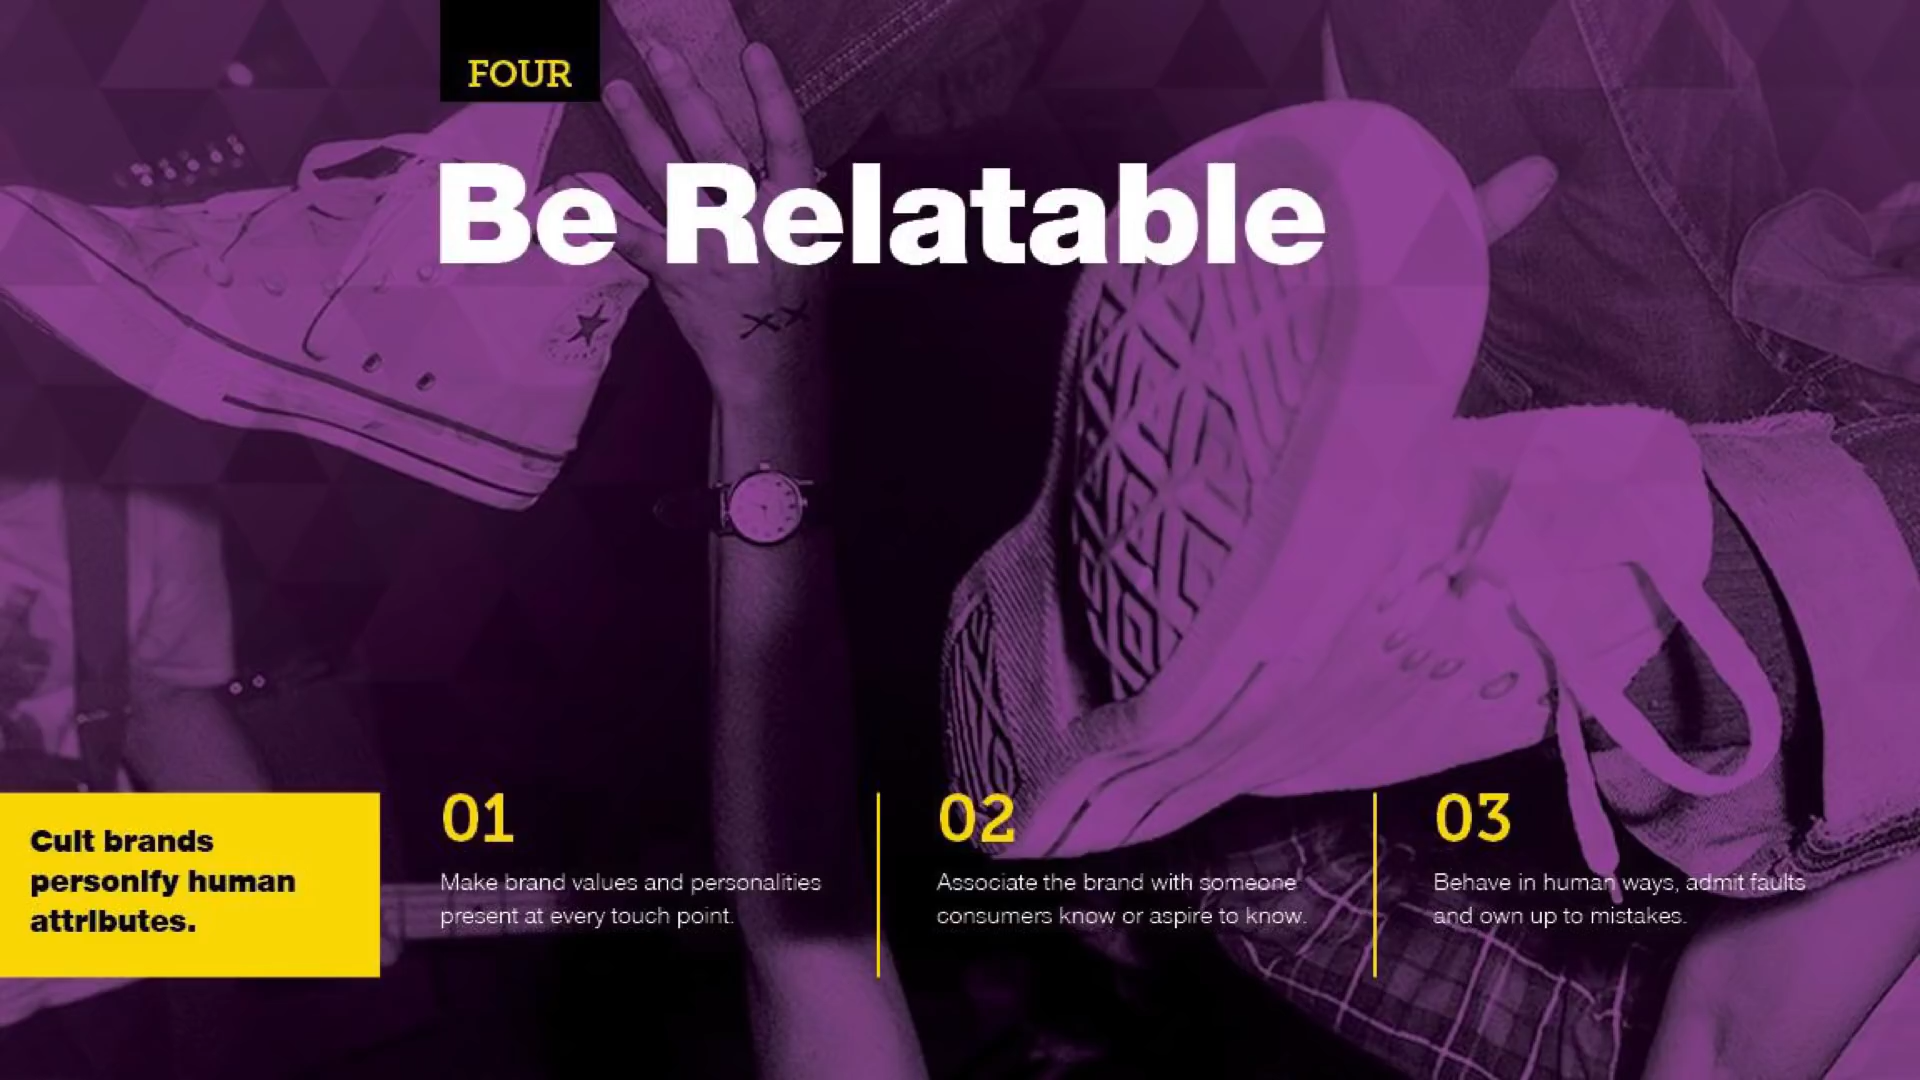 FOUR
Be Relatable
Cult brands
personify human
attributes.
01
Make brand values and personalities
present at every touch point.
02
Associate the brand with someone
consumers know or aspire to know.
03
Behave in human ways, admit faults
and own up to mistakes.